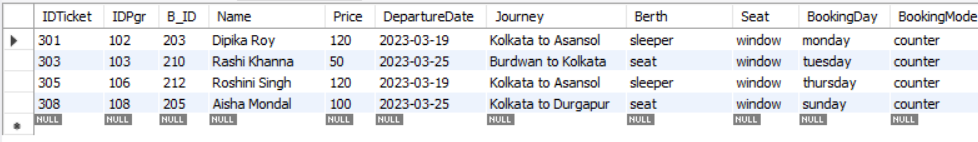 IDTicket IDPgr B_ID Name Price DepartureDate Journey Berth Seat BookingDay BookingMode
301 102 203 Dipika Roy 120 2023-03-19 Kolkata to Asansol sleeper window monday counter
303 103 210 Rashi Khanna 50 2023-03-25 Burdwan to Kolkata seat window tuesday counter
305 106 212 Roshini Singh 120 2023-03-19 Kolkata to Asansol sleeper window thursday counter
308 108 205 Aisha Mondal 100 2023-03-25 Kolkata to Durgapur seat window sunday counter
NULL NULL NULL NULL NULL NULL NULL NULL NULL NULL NULL